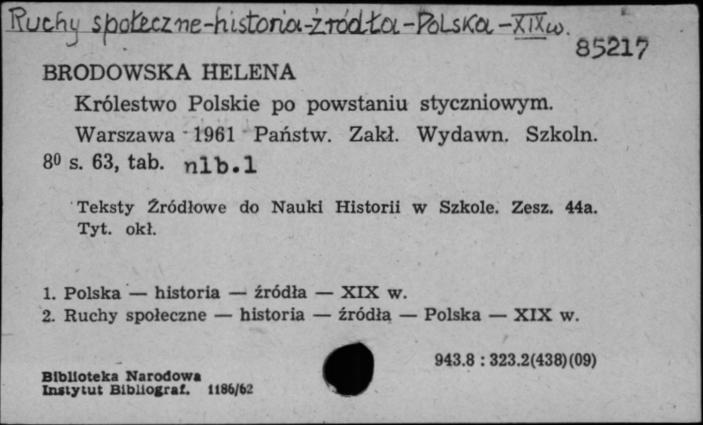 Ruchy społeczne-historia-źródła-Polska-XIXw.
85217
BRODOWSKA HELENA
Królestwo Polskie po powstaniu styczniowym.
Warszawa 1961 Państw. Zakł. Wydawn. Szkoln.
8⁰ s. 63, tab. nlb.1
Teksty Źródłowe do Nauki Historii w Szkole. Zesz. 44a.
Tyt. okł.
1. Polska — historia — źródła — XIX w.
2. Ruchy społeczne — historia — źródła — Polska — XIX w.
943.8 : 323.2(438)(09)
Biblioteka Narodowa
Instytut Bibliograf. 1186/62